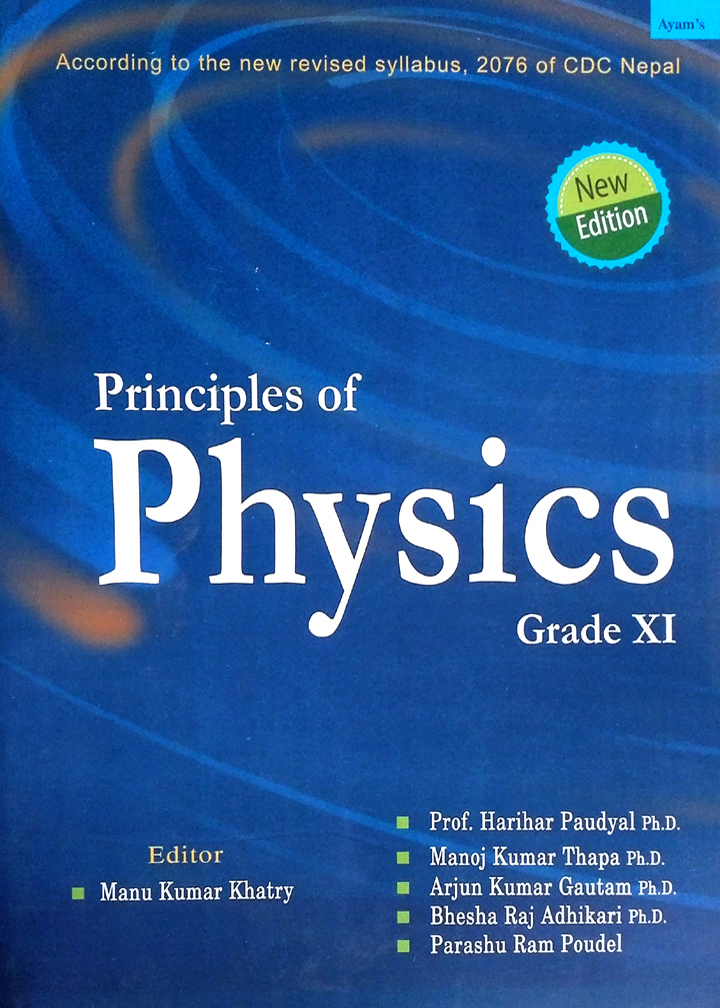 Ayam's
According to the new revised syllabus, 2076 of CDC Nepal
New
Edition
Principles of
Physics
Grade XI
Editor
Manu Kumar Khatry
Prof. Harihar Paudyal Ph.D.
Manoj Kumar Thapa Ph.D.
Arjun Kumar Gautam Ph.D.
Bhesha Raj Adhikari Ph.D.
Parashu Ram Poudel